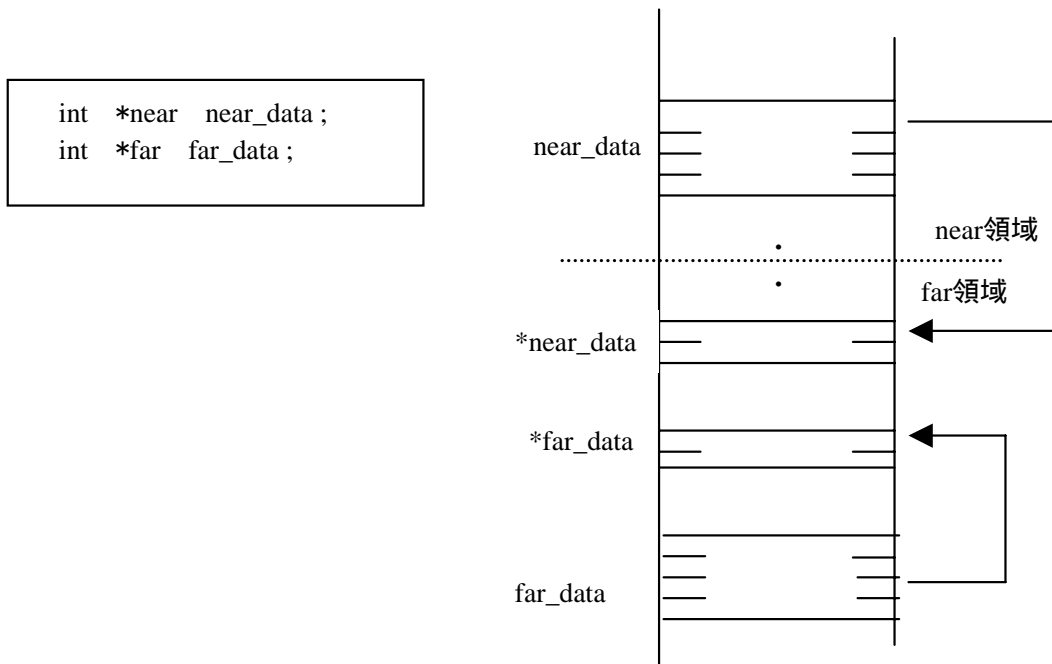 int *near near_data ;
int *far far_data ;
near_data
near領域
far領域
*near_data
*far_data
far_data